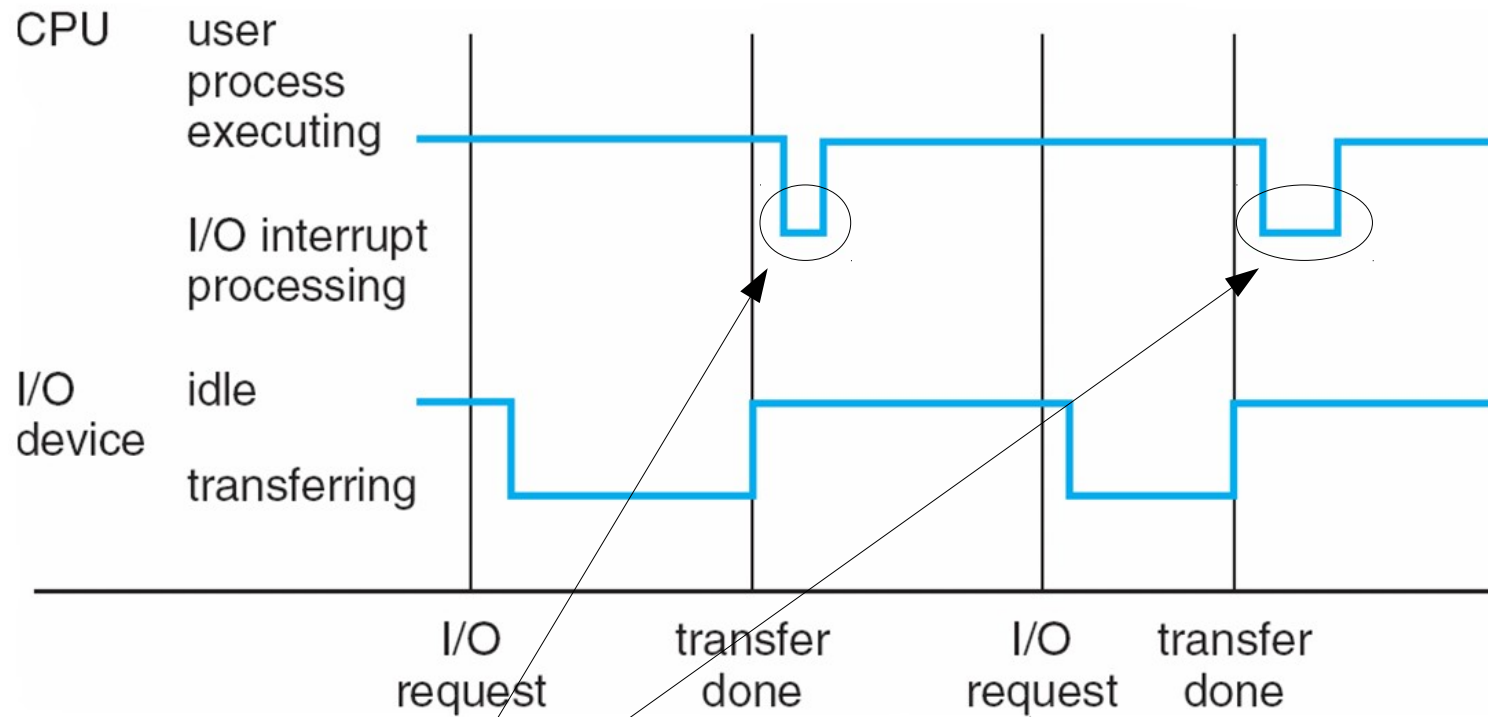 CPU
user
process
executing
I/O interrupt
processing
I/O
device
idle
transferring
I/O
request
transfer
done
I/O
request
transfer
done